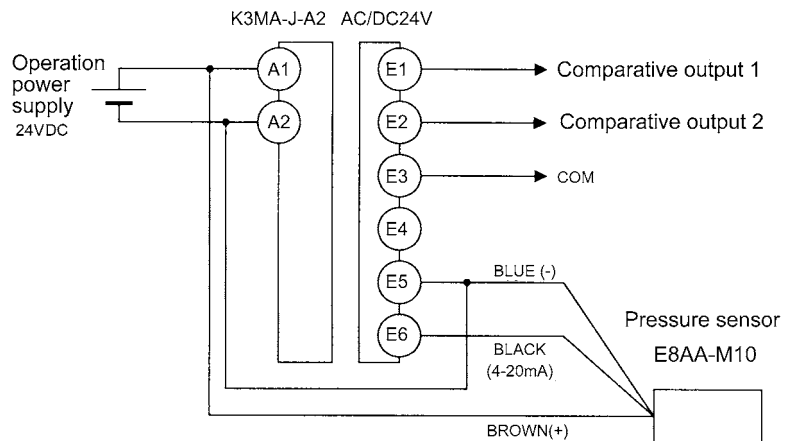 K3MA-J-A2 AC/DC24V
Operation
power
supply
24VDC
A1
A2
E1
E2
E3
E4
E5
E6
Comparative output 1
Comparative output 2
COM
BLUE (-)
BLACK
(4-20mA)
BROWN(+)
Pressure sensor
E8AA-M10